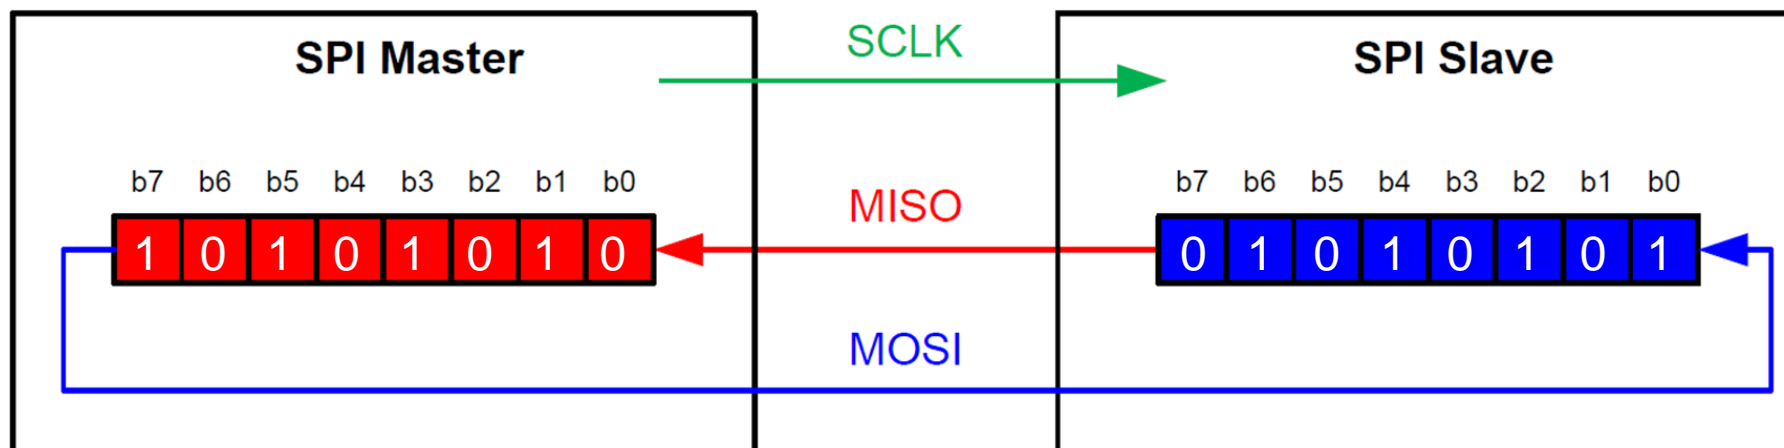 SPI Master
SCLK
SPI Slave
b7 b6 b5 b4 b3 b2 b1 b0
1 0 1 0 1 0 1 0
MISO
b7 b6 b5 b4 b3 b2 b1 b0
0 1 0 1 0 1 0 1
MOSI